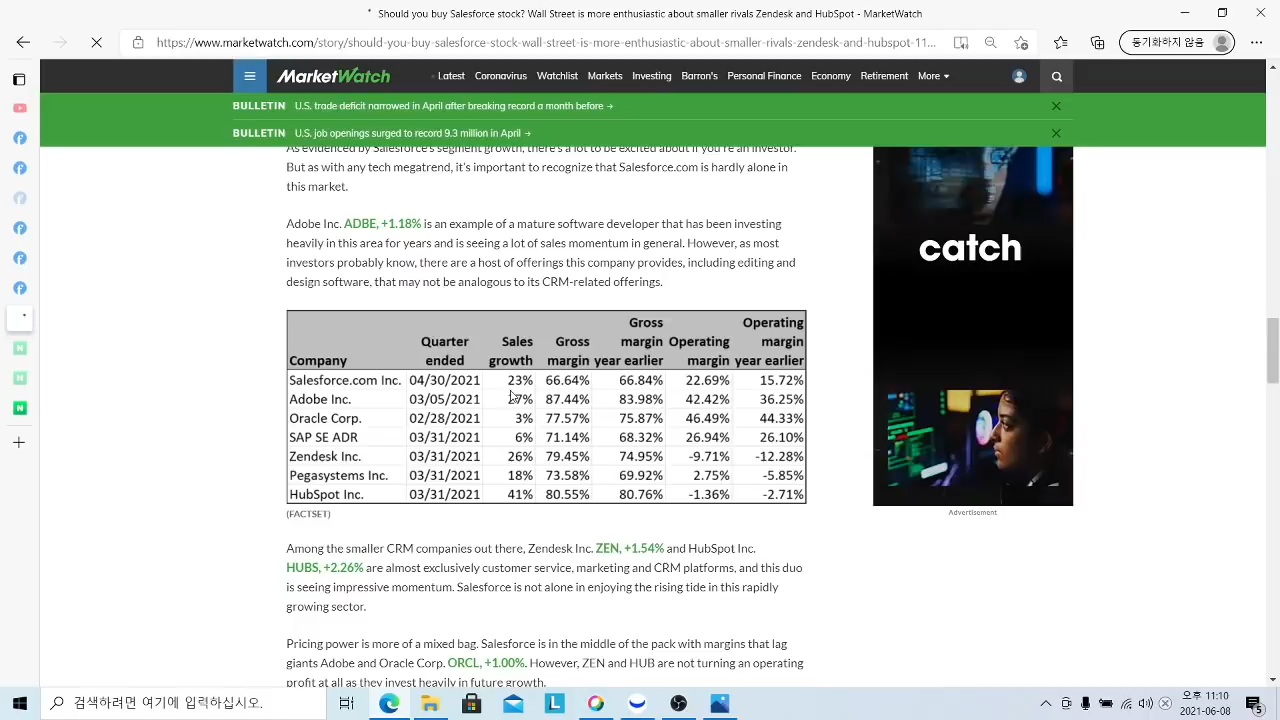 Should you buy Salesforce stock? Wall Street is more enthusiastic about smaller rivals Zendesk and HubSpot - MarketWatch
https://www.marketwatch.com/story/should-you-buy-salesforce-stock-wall-street-is-more-enthusiastic-about-smaller-rivals-zendesk-and-hubspot-11...
동기화하지 않음
MarketWatch
Latest Coronavirus Watchlist Markets Investing Barron's Personal Finance Economy Retirement More
BULLETIN U.S. trade deficit narrowed in April after breaking record a month before →
BULLETIN U.S. job openings surged to record 9.3 million in April →
As evidenced by Salesforce's segment growth, there's a lot to be excited about if you're an investor.
But as with any tech megatrend, it's important to recognize that Salesforce.com is hardly alone in
this market.
Adobe Inc. ADBE, +1.18% is an example of a mature software developer that has been investing
heavily in this area for years and is seeing a lot of sales momentum in general. However, as most
investors probably know, there are a host of offerings this company provides, including editing and
design software, that may not be analogous to its CRM-related offerings.
Gross Operating
Quarter Sales Gross margin Operating margin
Company ended growth margin year earlier margin year earlier
Salesforce.com Inc. 04/30/2021 23% 66.64% 66.84% 22.69% 15.72%
Adobe Inc. 03/05/2021 7% 87.44% 83.98% 42.42% 36.25%
Oracle Corp. 02/28/2021 3% 77.57% 75.87% 46.49% 44.33%
SAP SE ADR 03/31/2021 6% 71.14% 68.32% 26.94% 26.10%
Zendesk Inc. 03/31/2021 26% 79.45% 74.95% -9.71% -12.28%
Pegasystems Inc. 03/31/2021 18% 73.58% 69.92% 2.75% -5.85%
HubSpot Inc. 03/31/2021 41% 80.55% 80.76% -1.36% -2.71%
(FACTSET)
catch
Advertisement
Among the smaller CRM companies out there, Zendesk Inc. ZEN, +1.54% and HubSpot Inc.
HUBS, +2.26% are almost exclusively customer service, marketing and CRM platforms, and this duo
is seeing impressive momentum. Salesforce is not alone in enjoying the rising tide in this rapidly
growing sector.
Pricing power is more of a mixed bag. Salesforce is in the middle of the pack with margins that lag
giants Adobe and Oracle Corp. ORCL, +1.00%. However, ZEN and HUB are not turning an operating
profit at all as they invest heavily in future growth.
검색하려면 여기에 입력하십시오.
오후 11:10
2021-06-08
5